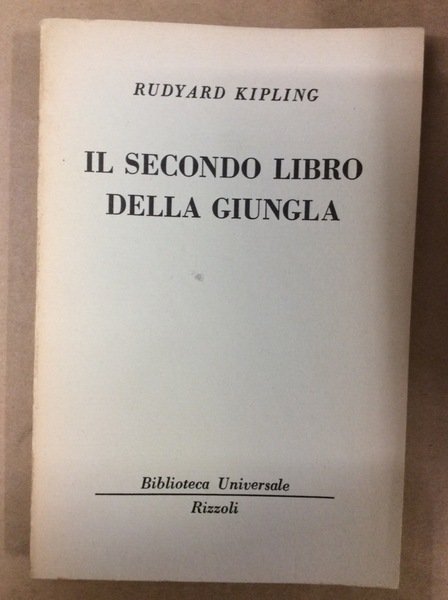 RUDYARD KIPLING
IL SECONDO LIBRO
DELLA GIUNGLA
Biblioteca Universale
Rizzoli